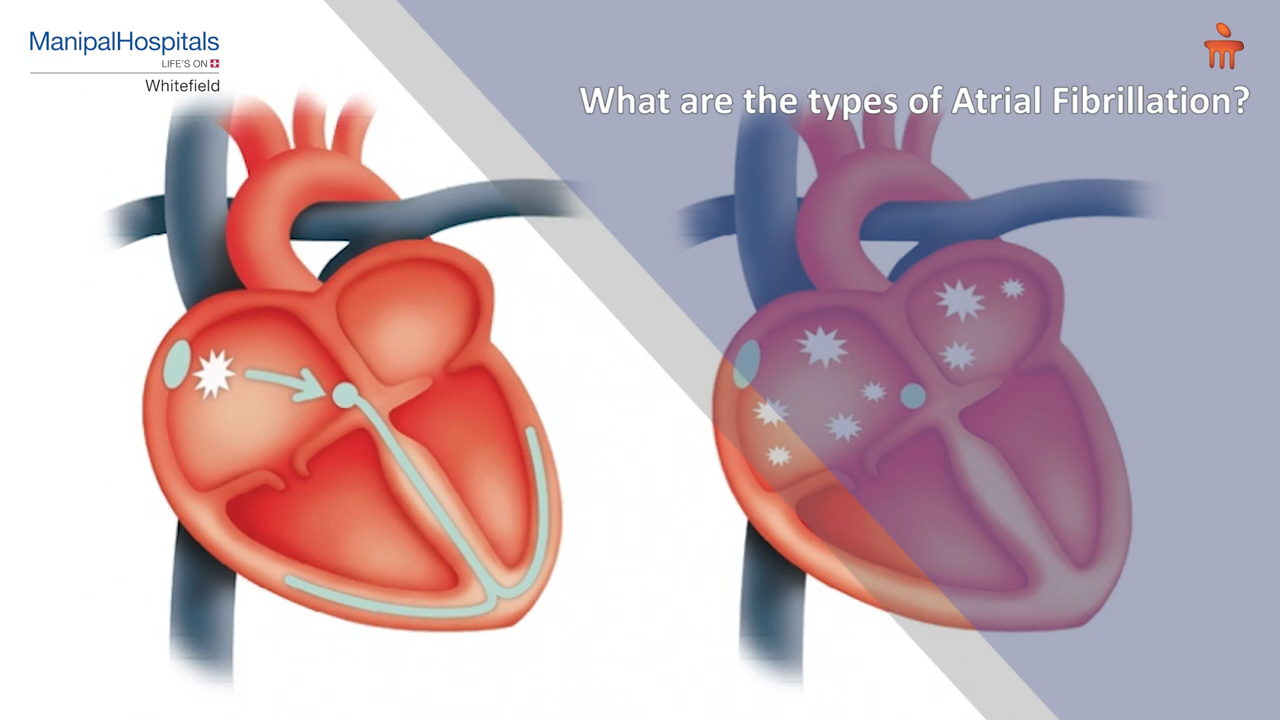 ManipalHospitals
LIFE'S ON
Whitefield
What are the types of Atrial Fibrillation?